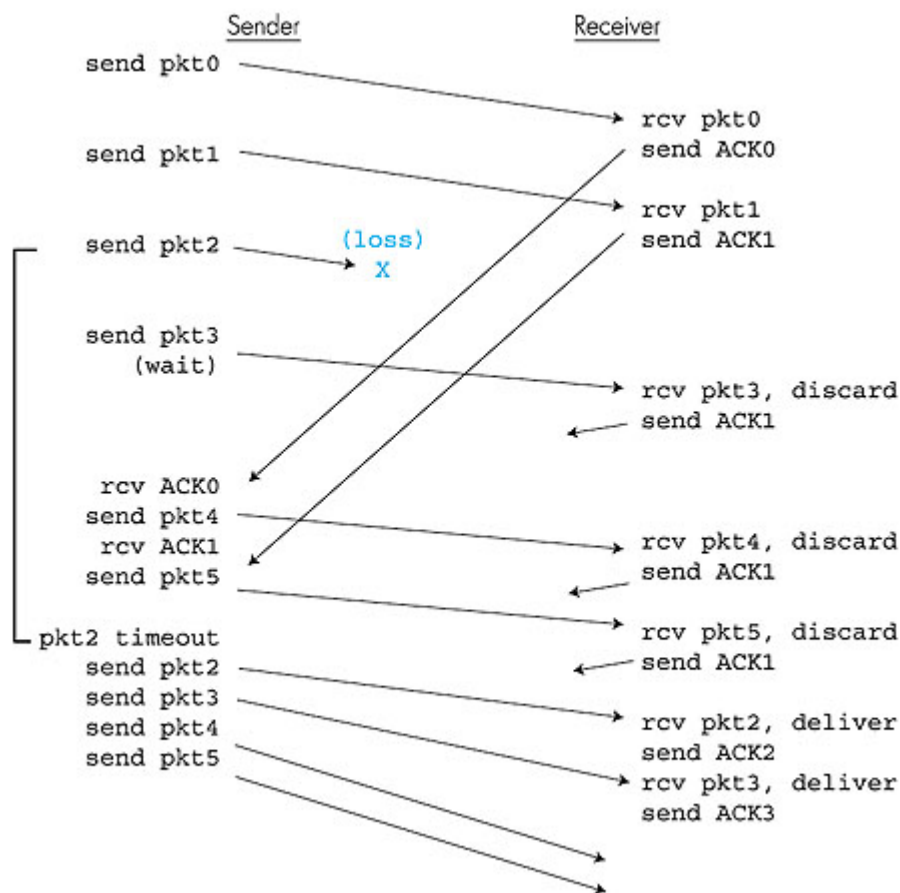 Sender
Receiver
send pkt0
rcv pkt0
send ACK0
send pkt1
rcv pkt1
send ACK1
send pkt2
(loss)
X
send pkt3
(wait)
rcv pkt3, discard
send ACK1
rcv ACK0
send pkt4
rcv ACK1
send pkt5
rcv pkt4, discard
send ACK1
rcv pkt5, discard
send ACK1
pkt2 timeout
send pkt2
send pkt3
send pkt4
send pkt5
rcv pkt2, deliver
send ACK2
rcv pkt3, deliver
send ACK3